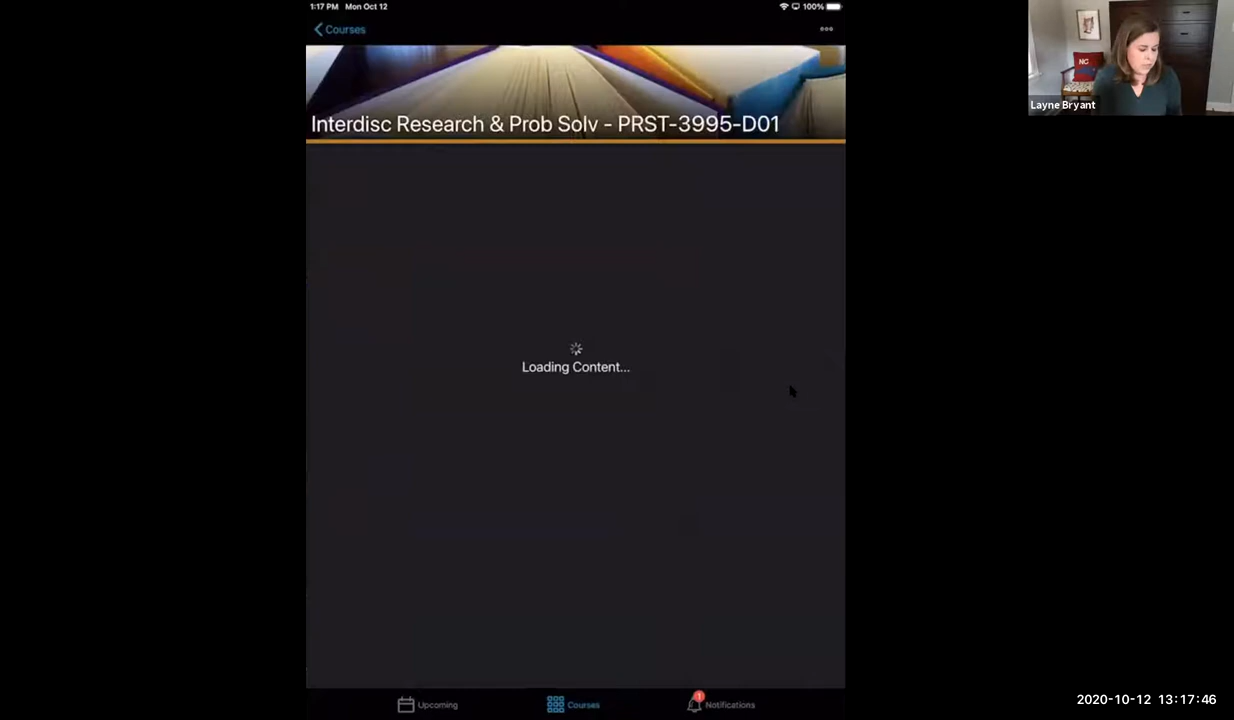 1:17 PM Mon Oct 12
100%
Courses
Interdisc Research & Prob Solv - PRST-3995-D01
Loading Content...
Upcoming
Courses
1
Notifications
NC
Layne Bryant
2020-10-12 13:17:46